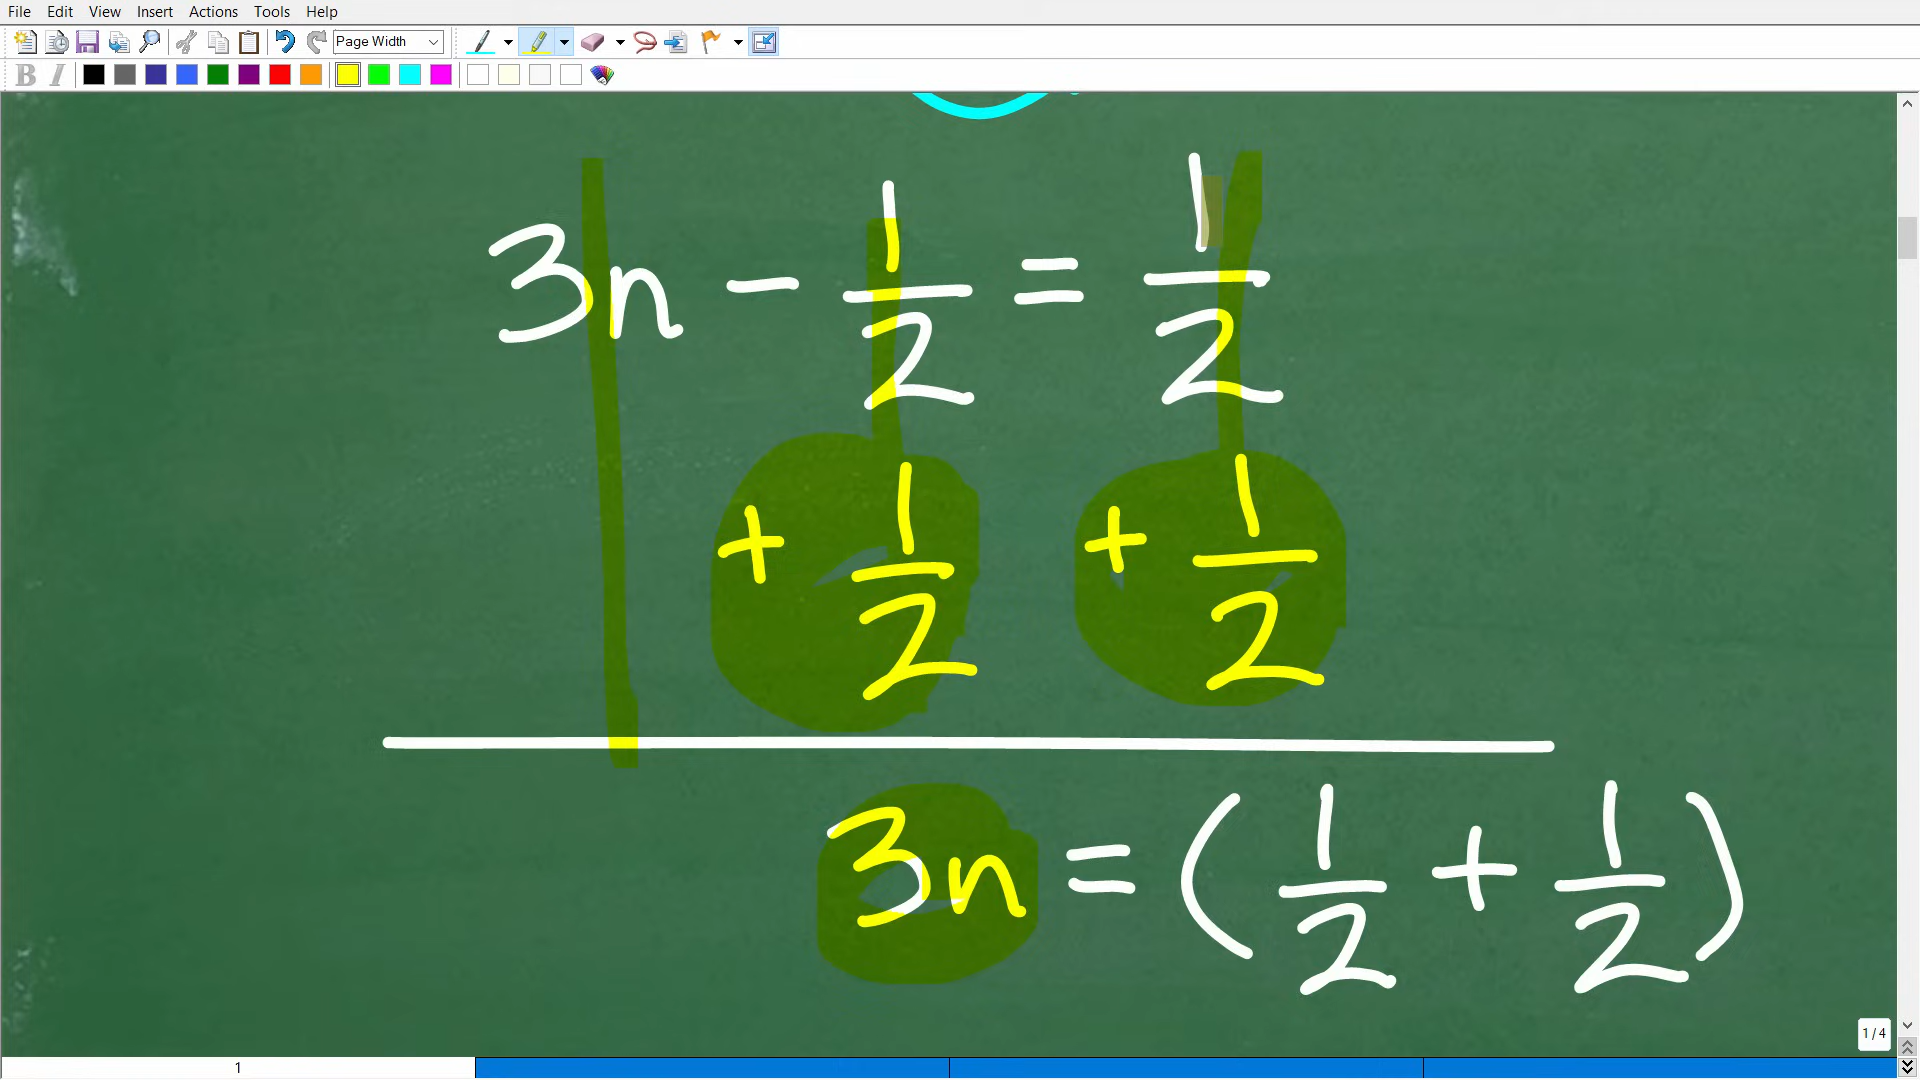 File Edit View Insert Actions Tools Help
Page Width
B I
3n - 1/2 = 1/2
+ 1/2 + 1/2
3n = (1/2 + 1/2)
1 / 4
1